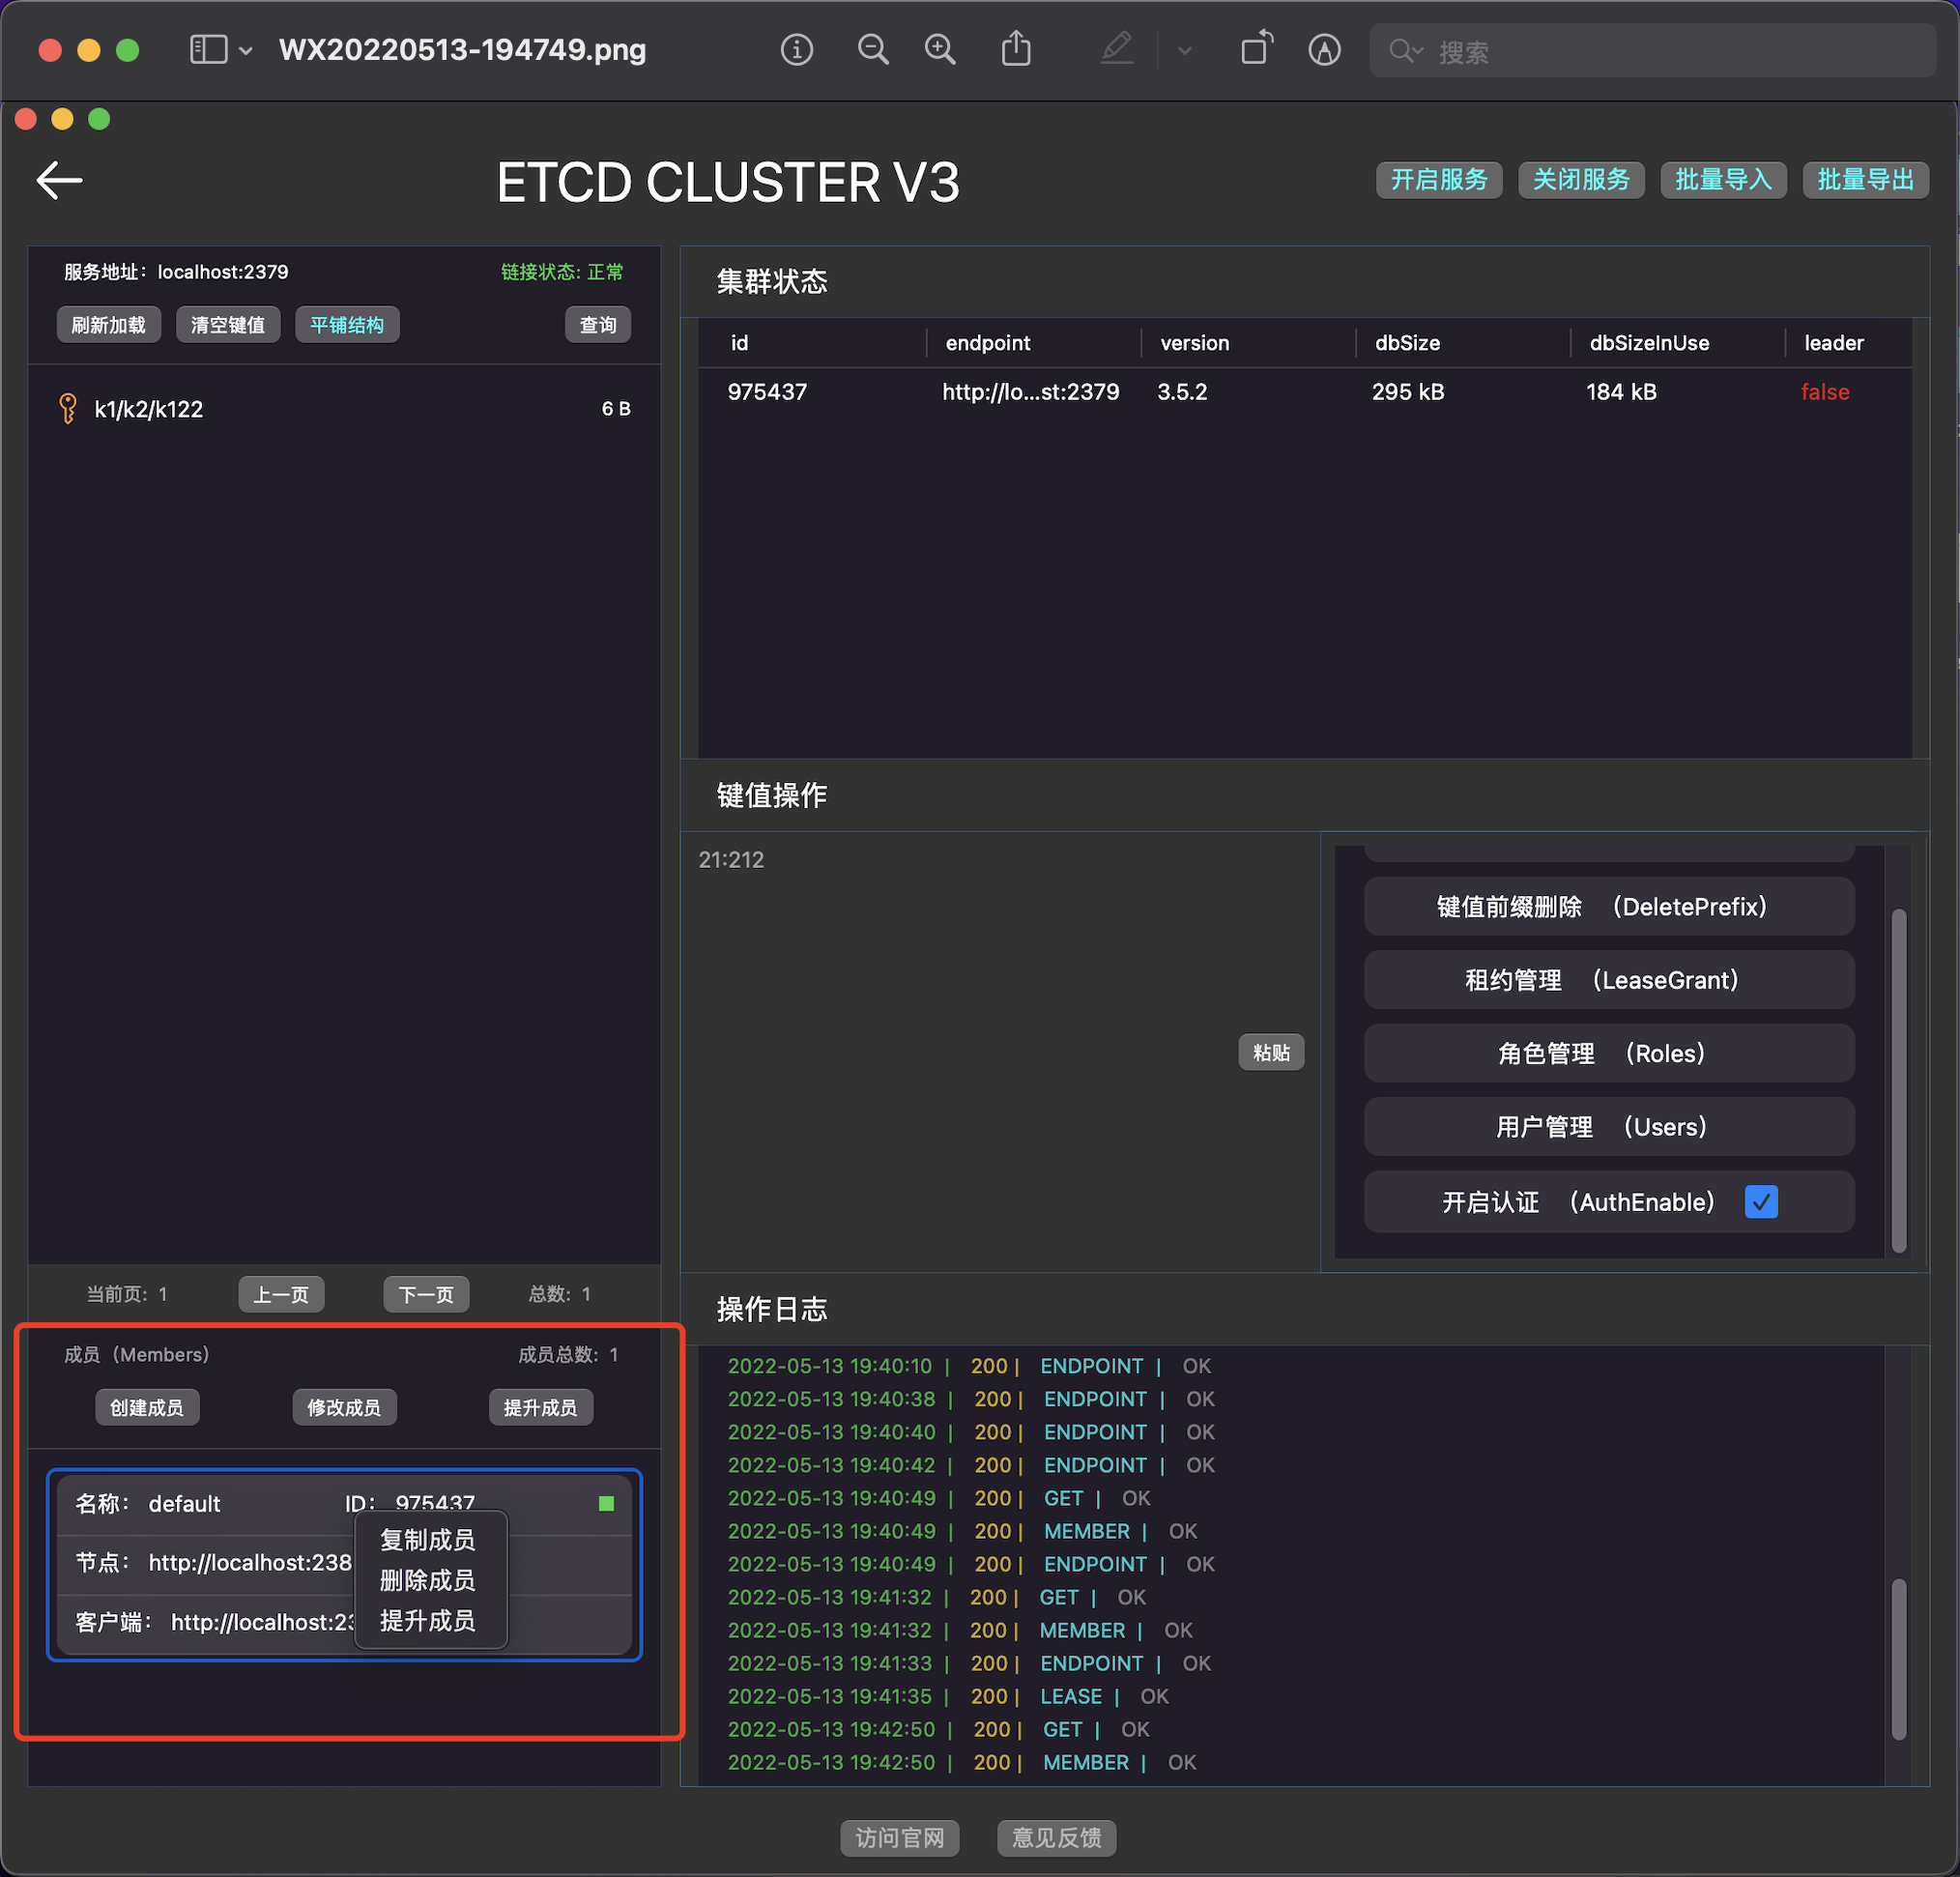 WX20220513-194749.png
搜索
ETCD CLUSTER V3
开启服务 关闭服务 批量导入 批量导出
服务地址：localhost:2379 链接状态: 正常
刷新加载 清空键值 平铺结构 查询
k1/k2/k122 6 B
当前页: 1 上一页 下一页 总数: 1
成员（Members） 成员总数: 1
创建成员 修改成员 提升成员
名称： default ID： 975437
节点： http://localhost:238
客户端： http://localhost:23
复制成员
删除成员
提升成员
集群状态
id endpoint version dbSize dbSizeInUse leader
975437 http://lo...st:2379 3.5.2 295 kB 184 kB false
键值操作
21:212
粘贴
键值前缀删除 （DeletePrefix）
租约管理 （LeaseGrant）
角色管理 （Roles）
用户管理 （Users）
开启认证 （AuthEnable）
操作日志
2022-05-13 19:40:10 | 200 | ENDPOINT | OK
2022-05-13 19:40:38 | 200 | ENDPOINT | OK
2022-05-13 19:40:40 | 200 | ENDPOINT | OK
2022-05-13 19:40:42 | 200 | ENDPOINT | OK
2022-05-13 19:40:49 | 200 | GET | OK
2022-05-13 19:40:49 | 200 | MEMBER | OK
2022-05-13 19:40:49 | 200 | ENDPOINT | OK
2022-05-13 19:41:32 | 200 | GET | OK
2022-05-13 19:41:32 | 200 | MEMBER | OK
2022-05-13 19:41:33 | 200 | ENDPOINT | OK
2022-05-13 19:41:35 | 200 | LEASE | OK
2022-05-13 19:42:50 | 200 | GET | OK
2022-05-13 19:42:50 | 200 | MEMBER | OK
访问官网 意见反馈